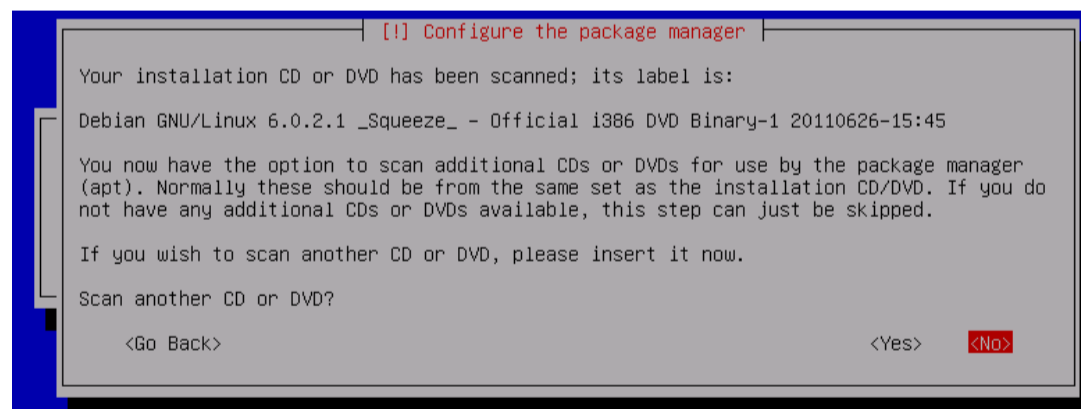 [!] Configure the package manager
Your installation CD or DVD has been scanned; its label is:
Debian GNU/Linux 6.0.2.1 _Squeeze_ - Official i386 DVD Binary-1 20110626-15:45
You now have the option to scan additional CDs or DVDs for use by the package manager
(apt). Normally these should be from the same set as the installation CD/DVD. If you do
not have any additional CDs or DVDs available, this step can just be skipped.
If you wish to scan another CD or DVD, please insert it now.
Scan another CD or DVD?
<Go Back> <Yes> <No>